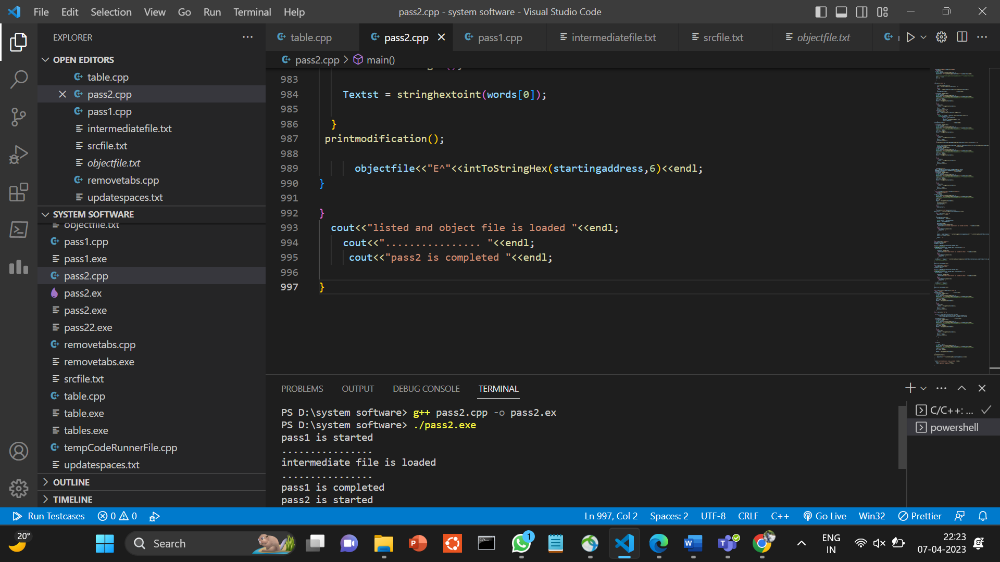 File Edit Selection View Go Run Terminal Help
pass2.cpp - system software - Visual Studio Code
EXPLORER
OPEN EDITORS
table.cpp
pass2.cpp
pass1.cpp
intermediatefile.txt
srcfile.txt
objectfile.txt
removetabs.cpp
updatespaces.txt
SYSTEM SOFTWARE
objectfile.txt
pass1.cpp
pass1.exe
pass2.cpp
pass2.ex
pass2.exe
pass22.exe
removetabs.cpp
removetabs.exe
srcfile.txt
table.cpp
table.exe
tables.exe
tempCodeRunnerFile.cpp
updatespaces.txt
OUTLINE
TIMELINE
table.cpp pass2.cpp pass1.cpp intermediatefile.txt srcfile.txt objectfile.txt
pass2.cpp > main()
983
984 Textst = stringhextoint(words[0]);
985
986 }
987 printmodification();
988
989 objectfile<<"E^"<<intToStringHex(startingaddress,6)<<endl;
990 }
991
992 }
993 cout<<"listed and object file is loaded "<<endl;
994 cout<<"................ "<<endl;
995 cout<<"pass2 is completed "<<endl;
996
997 }
PROBLEMS OUTPUT DEBUG CONSOLE TERMINAL
PS D:\system software> g++ pass2.cpp -o pass2.ex
PS D:\system software> ./pass2.exe
pass1 is started
................
intermediate file is loaded
................
pass1 is completed
pass2 is started
C/C++: ...
powershell
Run Testcases 0 0 Ln 997, Col 2 Spaces: 2 UTF-8 CRLF C++ Go Live Win32 Prettier
20°
Search
1
ENG
IN
22:23
07-04-2023